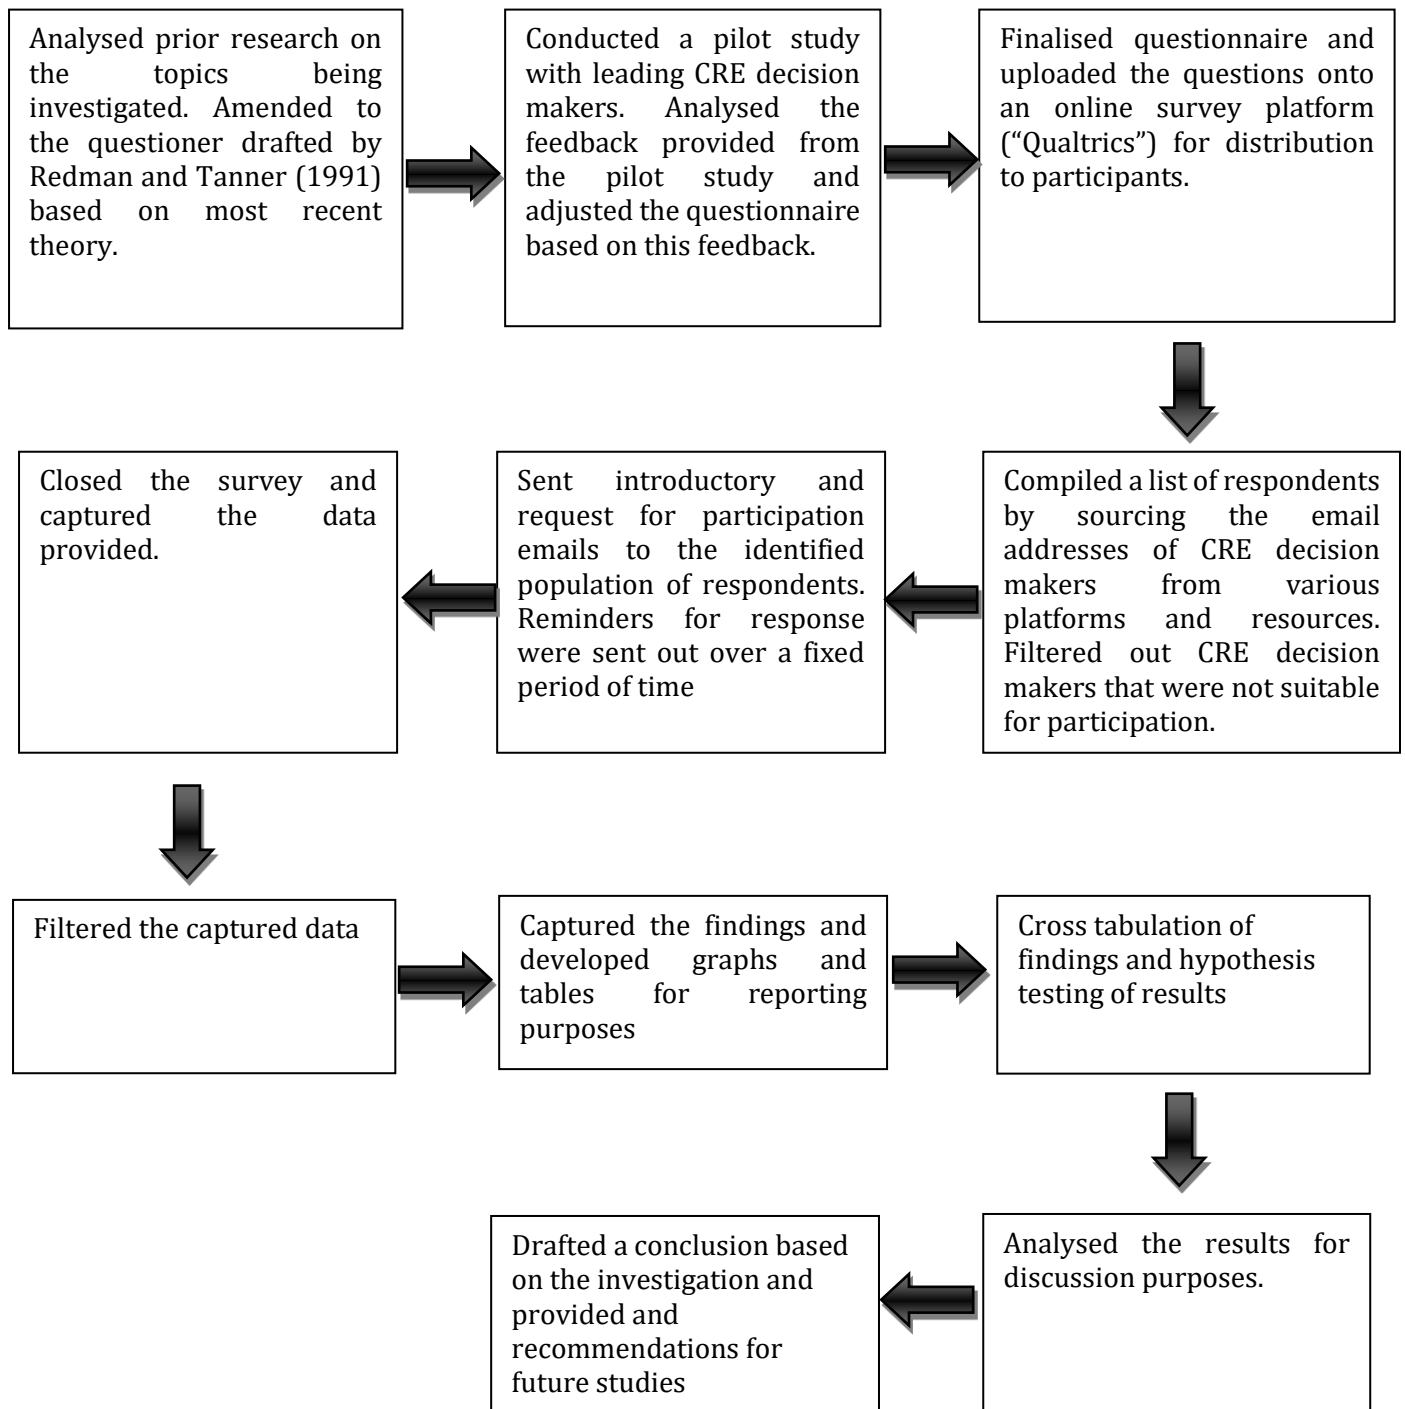 Analysed prior research on
the topics being
investigated. Amended to
the questioner drafted by
Redman and Tanner (1991)
based on most recent
theory.
Conducted a pilot study
with leading CRE decision
makers. Analysed the
feedback provided from
the pilot study and
adjusted the questionnaire
based on this feedback.
Finalised questionnaire and
uploaded the questions onto
an online survey platform
(“Qualtrics”) for distribution
to participants.
Compiled a list of respondents
by sourcing the email
addresses of CRE decision
makers from various
platforms and resources.
Filtered out CRE decision
makers that were not suitable
for participation.
Sent introductory and
request for participation
emails to the identified
population of respondents.
Reminders for response
were sent out over a fixed
period of time
Closed the survey and
captured the data
provided.
Filtered the captured data
Captured the findings and
developed graphs and
tables for reporting
purposes
Cross tabulation of
findings and hypothesis
testing of results
Analysed the results for
discussion purposes.
Drafted a conclusion based
on the investigation and
provided and
recommendations for
future studies